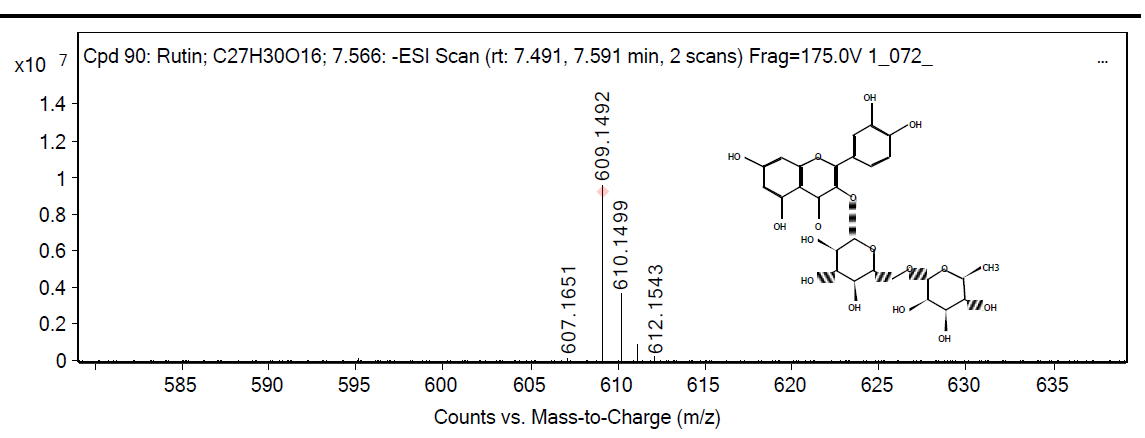 Cpd 90: Rutin; C27H30O16; 7.566: -ESI Scan (rt: 7.491, 7.591 min, 2 scans) Frag=175.0V 1_072_ ...
x10 7
1.4
1.2
1
0.8
0.6
0.4
0.2
0
609.1492
610.1499
607.1651
612.1543
OH
OH
HO
O
O
OH
O
HO
O
O
O
CH3
HO
OH
HO
OH
OH
585 590 595 600 605 610 615 620 625 630 635
Counts vs. Mass-to-Charge (m/z)